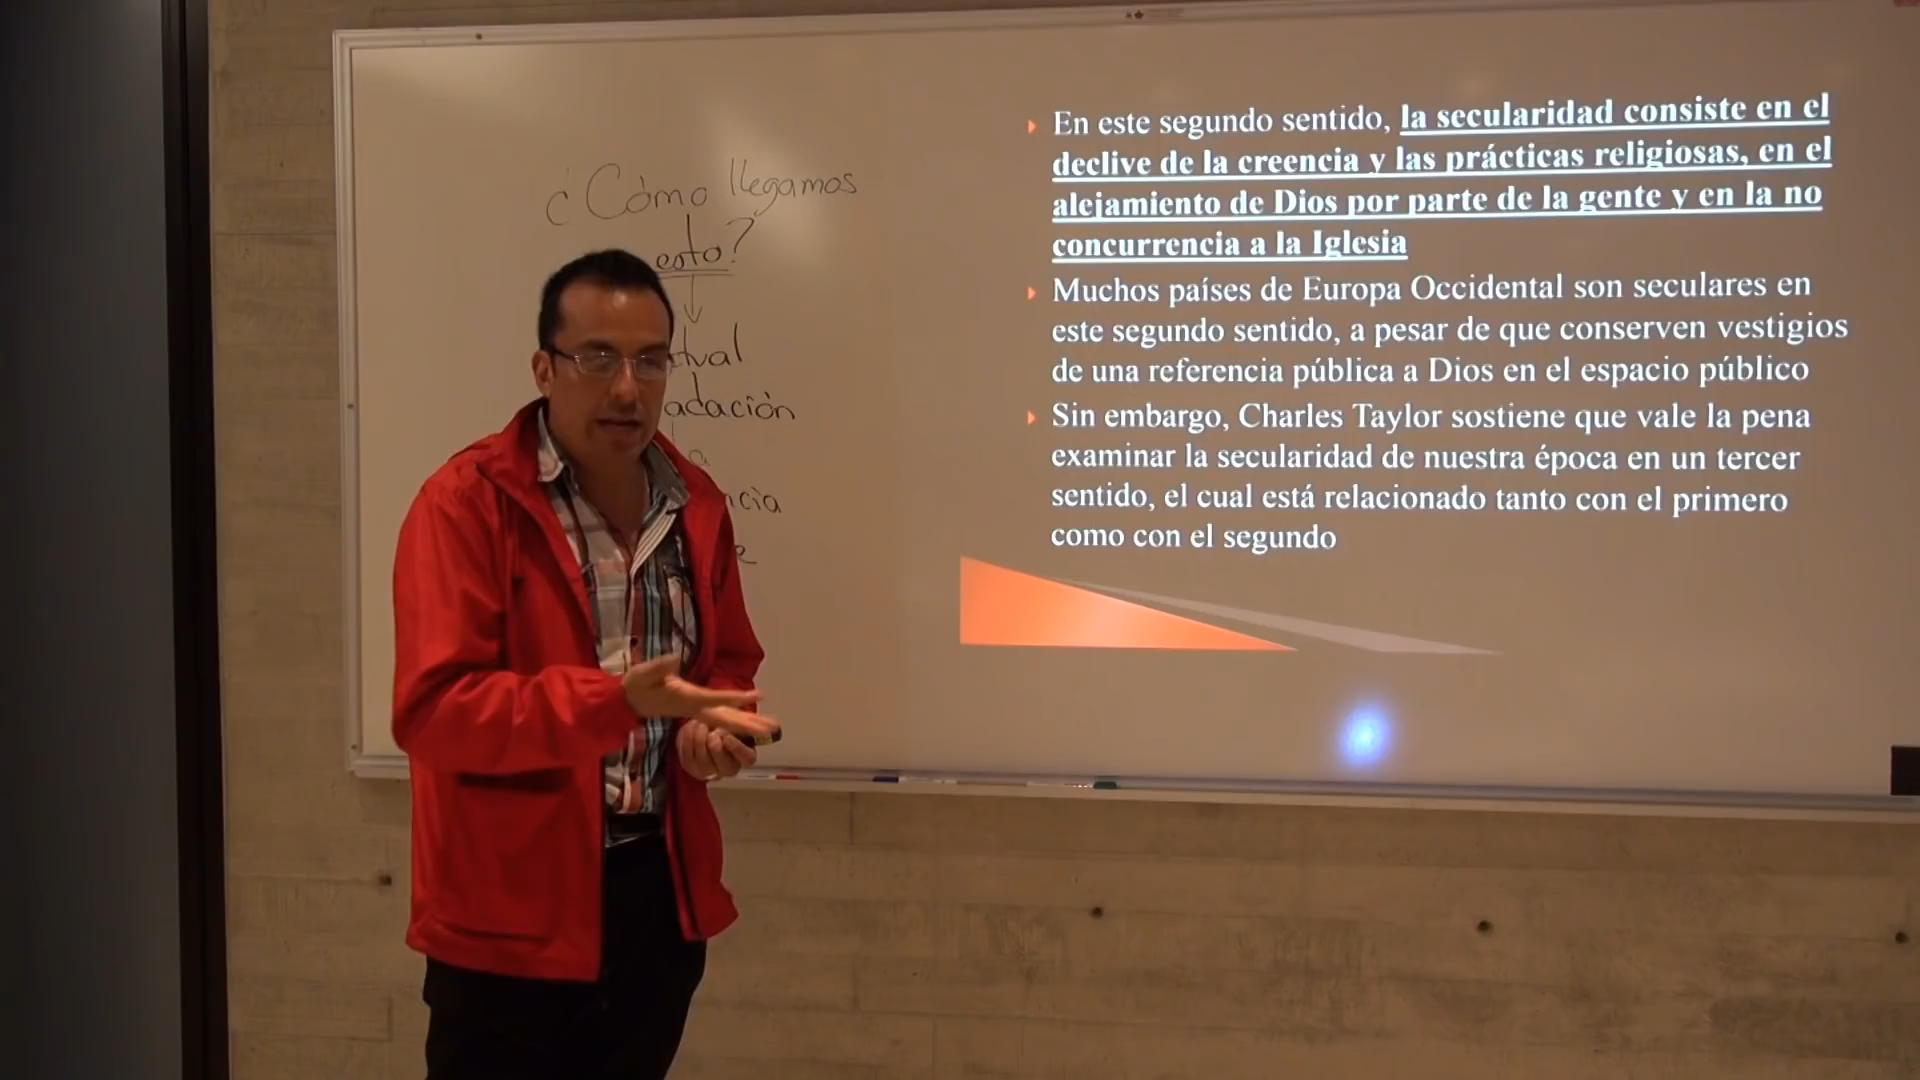 ¿Cómo llegamos
esto?
adación
a
En este segundo sentido, la secularidad consiste en el
declive de la creencia y las prácticas religiosas, en el
alejamiento de Dios por parte de la gente y en la no
concurrencia a la Iglesia
Muchos países de Europa Occidental son seculares en
este segundo sentido, a pesar de que conserven vestigios
de una referencia pública a Dios en el espacio público
Sin embargo, Charles Taylor sostiene que vale la pena
examinar la secularidad de nuestra época en un tercer
sentido, el cual está relacionado tanto con el primero
como con el segundo